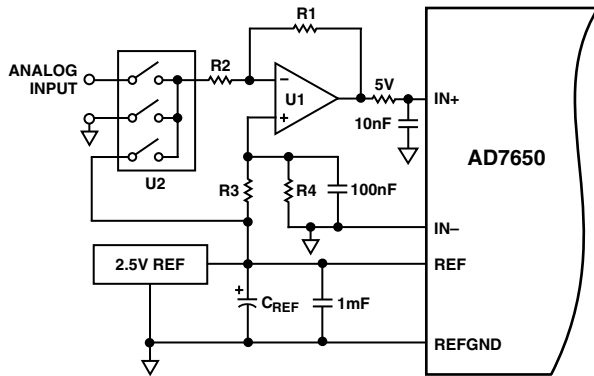 R1
ANALOG
INPUT
R2
−
U1
+
5V
IN+
10nF
AD7650
U2
R3
R4
100nF
IN−
2.5V REF
REF
+
CREF
1mF
REFGND